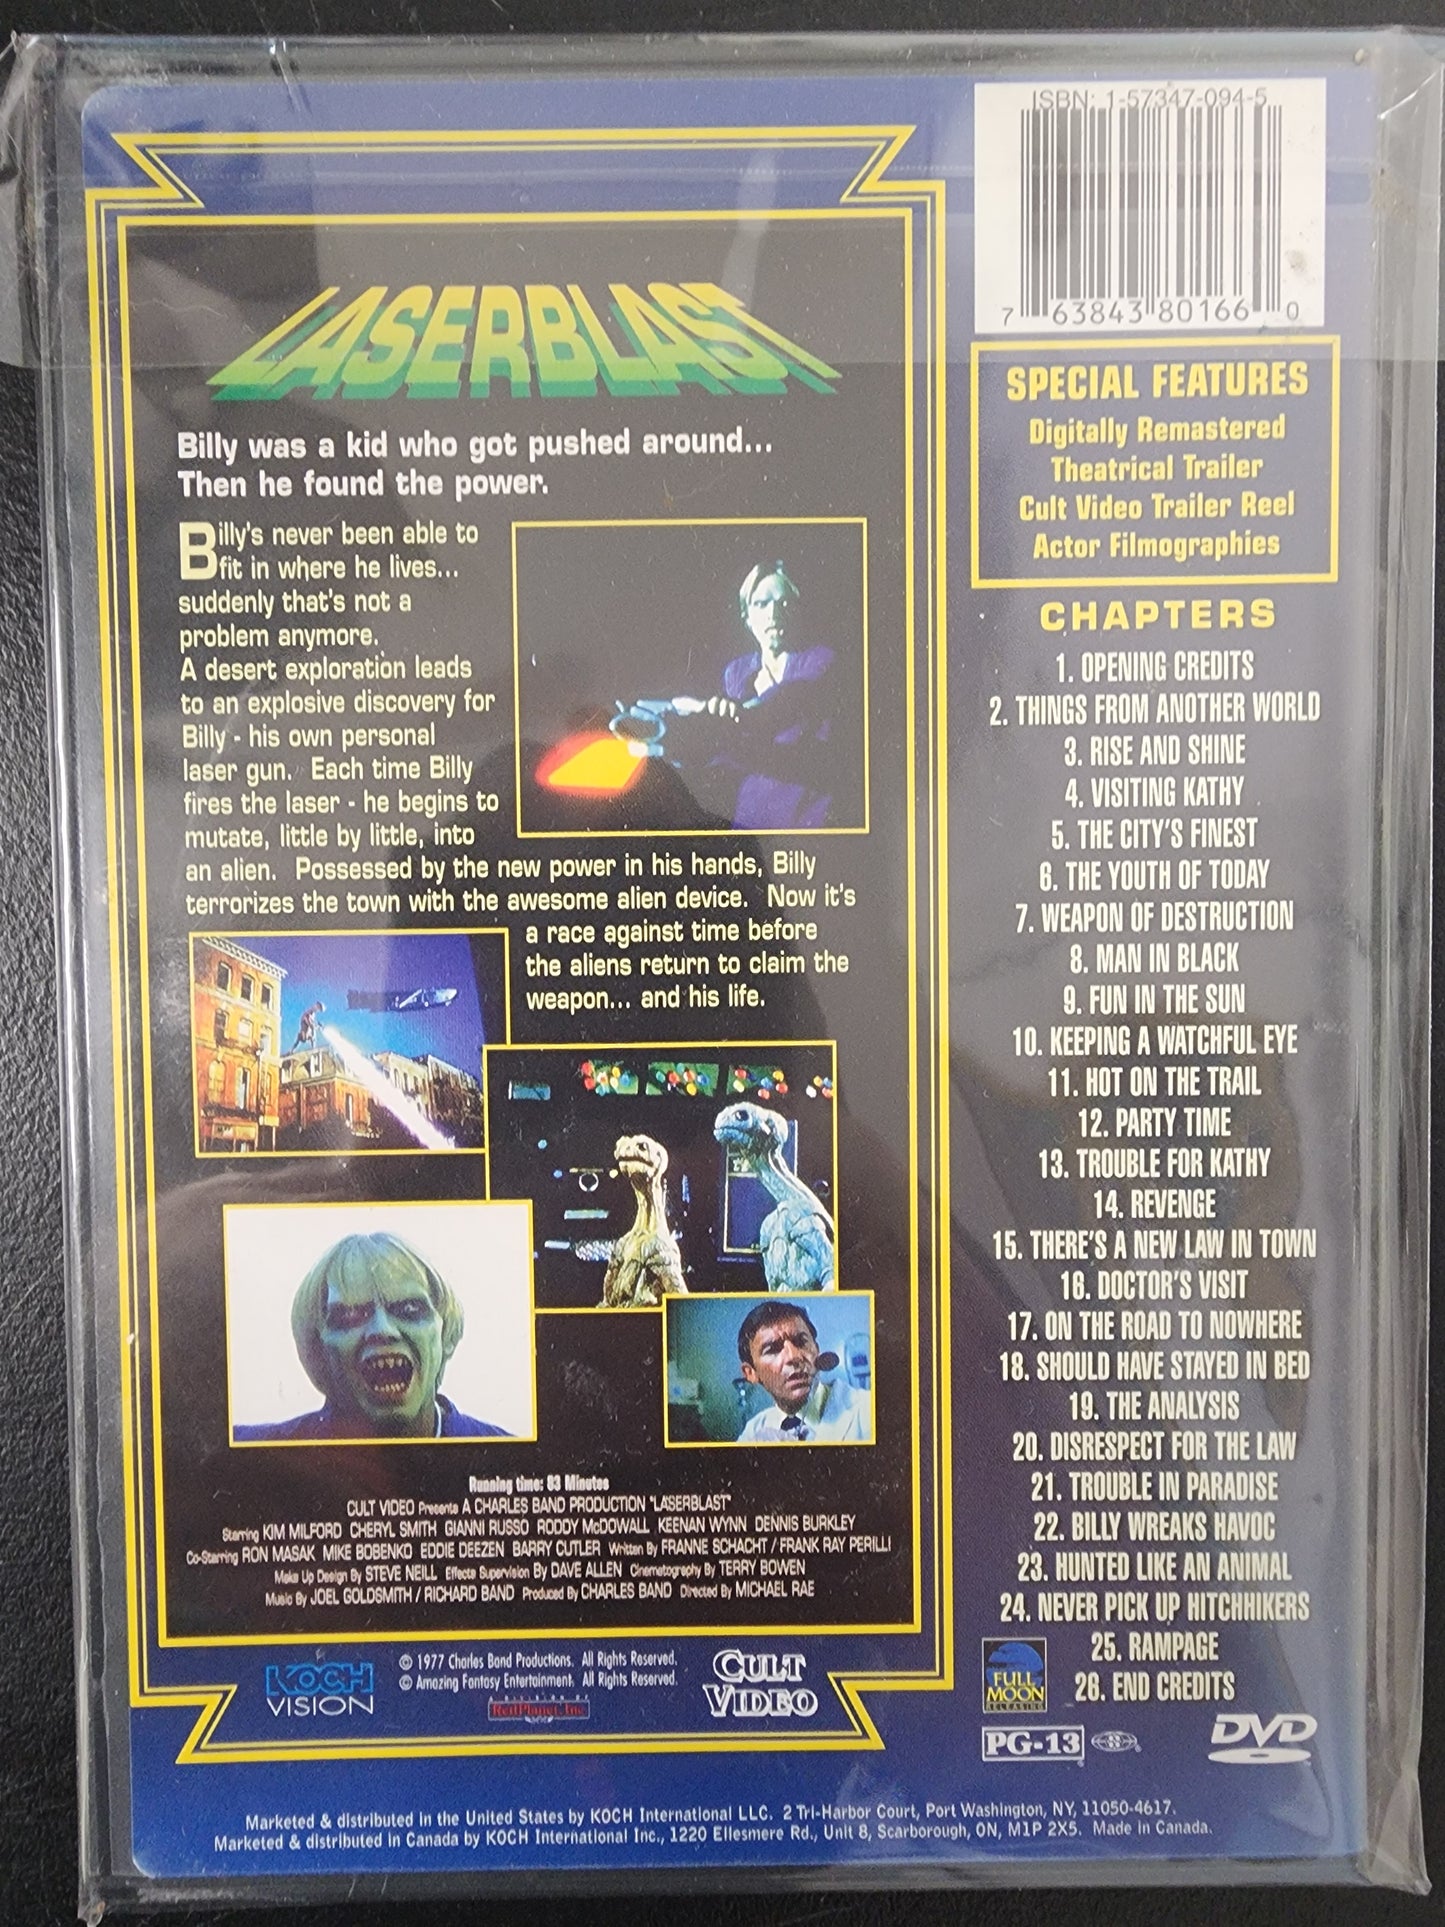 ISBN: 1-57347-094-5
7 63843 80166 0
LASERBLAST
Billy was a kid who got pushed around...
Then he found the power.
Billy's never been able to
fit in where he lives...
suddenly that's not a
problem anymore.
A desert exploration leads
to an explosive discovery for
Billy - his own personal
laser gun. Each time Billy
fires the laser - he begins to
mutate, little by little, into
an alien. Possessed by the new power in his hands, Billy
terrorizes the town with the awesome alien device. Now it's
a race against time before
the aliens return to claim the
weapon... and his life.
Running time: 83 Minutes
CULT VIDEO Presents A CHARLES BAND PRODUCTION "LASERBLAST"
Starring KIM MILFORD CHERYL SMITH GIANNI RUSSO RODDY McDOWALL KEENAN WYNN DENNIS BURKLEY
Co-Starring RON MASAK MIKE BOBENKO EDDIE DEEZEN BARRY CUTLER Written By FRANNE SCHACHT / FRANK RAY PERILLI
Make Up Design By STEVE NEILL Effects Supervision By DAVE ALLEN Cinematography By TERRY BOWEN
Music By JOEL GOLDSMITH / RICHARD BAND Produced By CHARLES BAND Directed By MICHAEL RAE
KOCH
VISION
© 1977 Charles Band Productions. All Rights Reserved.
© Amazing Fantasy Entertainment. All Rights Reserved.
A DIVISION OF
RedPlanet, Inc.
CULT
VIDEO
SPECIAL FEATURES
Digitally Remastered
Theatrical Trailer
Cult Video Trailer Reel
Actor Filmographies
CHAPTERS
1. OPENING CREDITS
2. THINGS FROM ANOTHER WORLD
3. RISE AND SHINE
4. VISITING KATHY
5. THE CITY'S FINEST
6. THE YOUTH OF TODAY
7. WEAPON OF DESTRUCTION
8. MAN IN BLACK
9. FUN IN THE SUN
10. KEEPING A WATCHFUL EYE
11. HOT ON THE TRAIL
12. PARTY TIME
13. TROUBLE FOR KATHY
14. REVENGE
15. THERE'S A NEW LAW IN TOWN
16. DOCTOR'S VISIT
17. ON THE ROAD TO NOWHERE
18. SHOULD HAVE STAYED IN BED
19. THE ANALYSIS
20. DISRESPECT FOR THE LAW
21. TROUBLE IN PARADISE
22. BILLY WREAKS HAVOC
23. HUNTED LIKE AN ANIMAL
24. NEVER PICK UP HITCHHIKERS
25. RAMPAGE
26. END CREDITS
FULL
MOON
RELEASING
PG-13
R
DVD
Marketed & distributed in the United States by KOCH International LLC. 2 Tri-Harbor Court, Port Washington, NY, 11050-4617.
Marketed & distributed in Canada by KOCH International Inc., 1220 Ellesmere Rd., Unit 8, Scarborough, ON, M1P 2X5. Made in Canada.